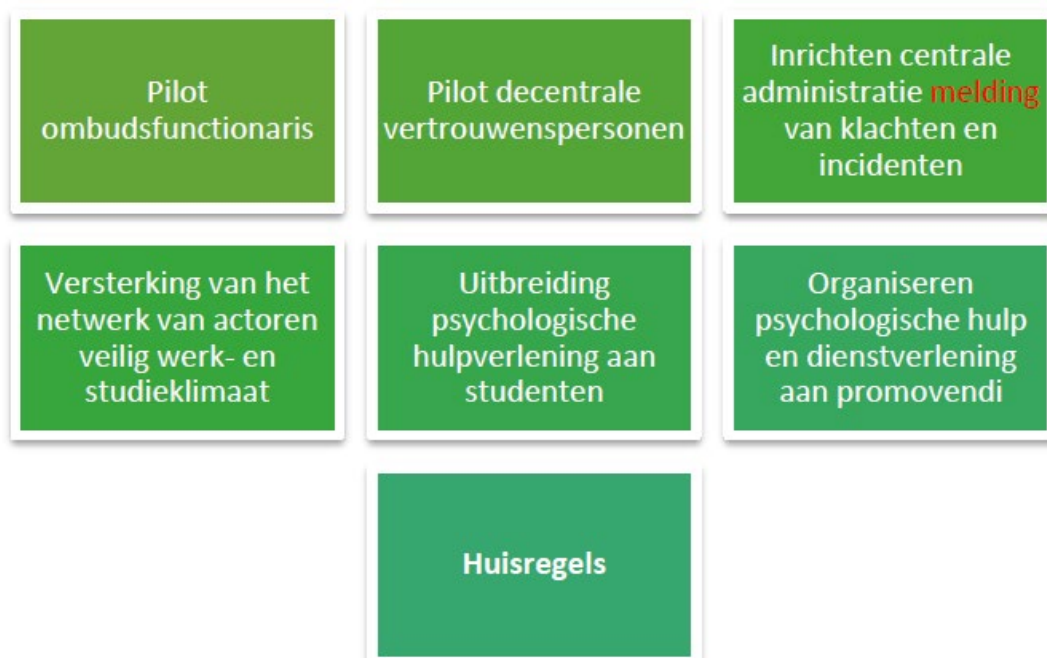 Pilot
ombudsfunctionaris
Pilot decentrale
vertrouwenspersonen
Inrichten centrale
administratie melding
van klachten en
incidenten
Versterking van het
netwerk van actoren
veilig werk- en
studieklimaat
Uitbreiding
psychologische
hulpverlening aan
studenten
Organiseren
psychologische hulp
en dienstverlening
aan promovendi
Huisregels